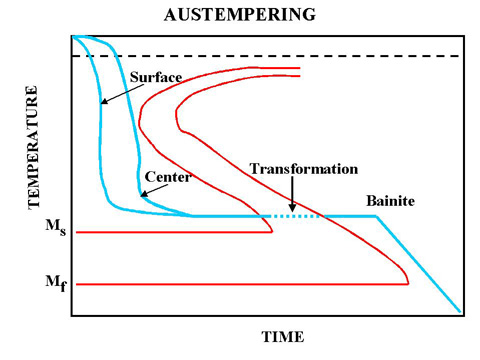 AUSTEMPERING
TEMPERATURE
Surface
Center
Transformation
Bainite
Ms
Mf
TIME